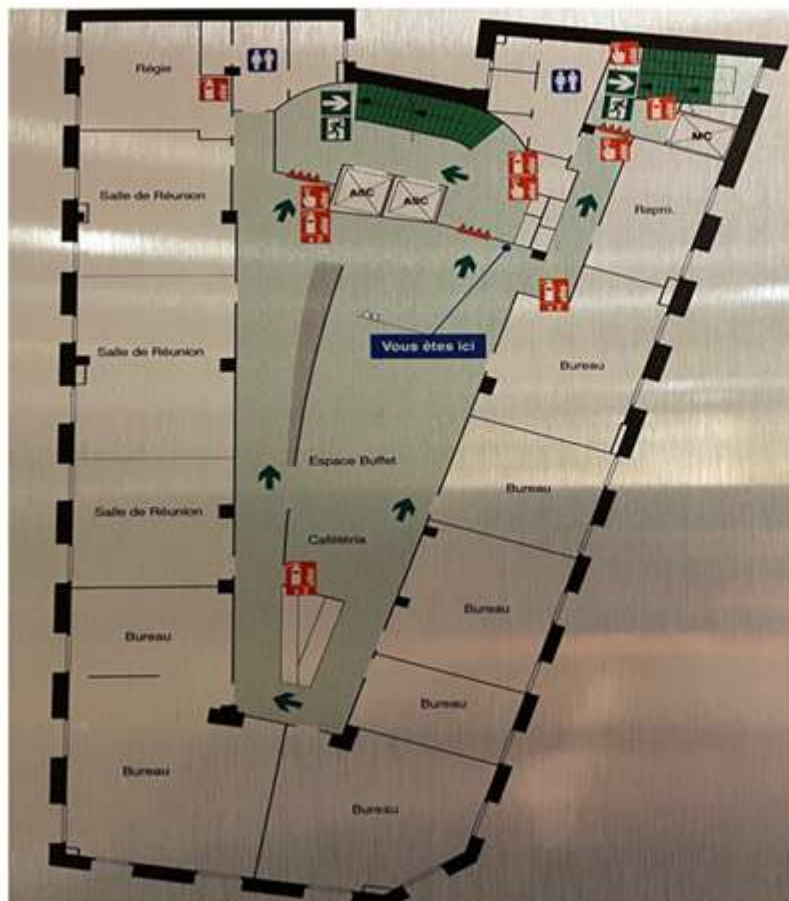 Régie
Salle de Réunion
ASC
ASC
MC
Repro.
Salle de Réunion
Vous êtes ici
Bureau
Espace Buffet
Bureau
Salle de Réunion
Cafétéria
Bureau
Bureau
Bureau
Bureau
Bureau